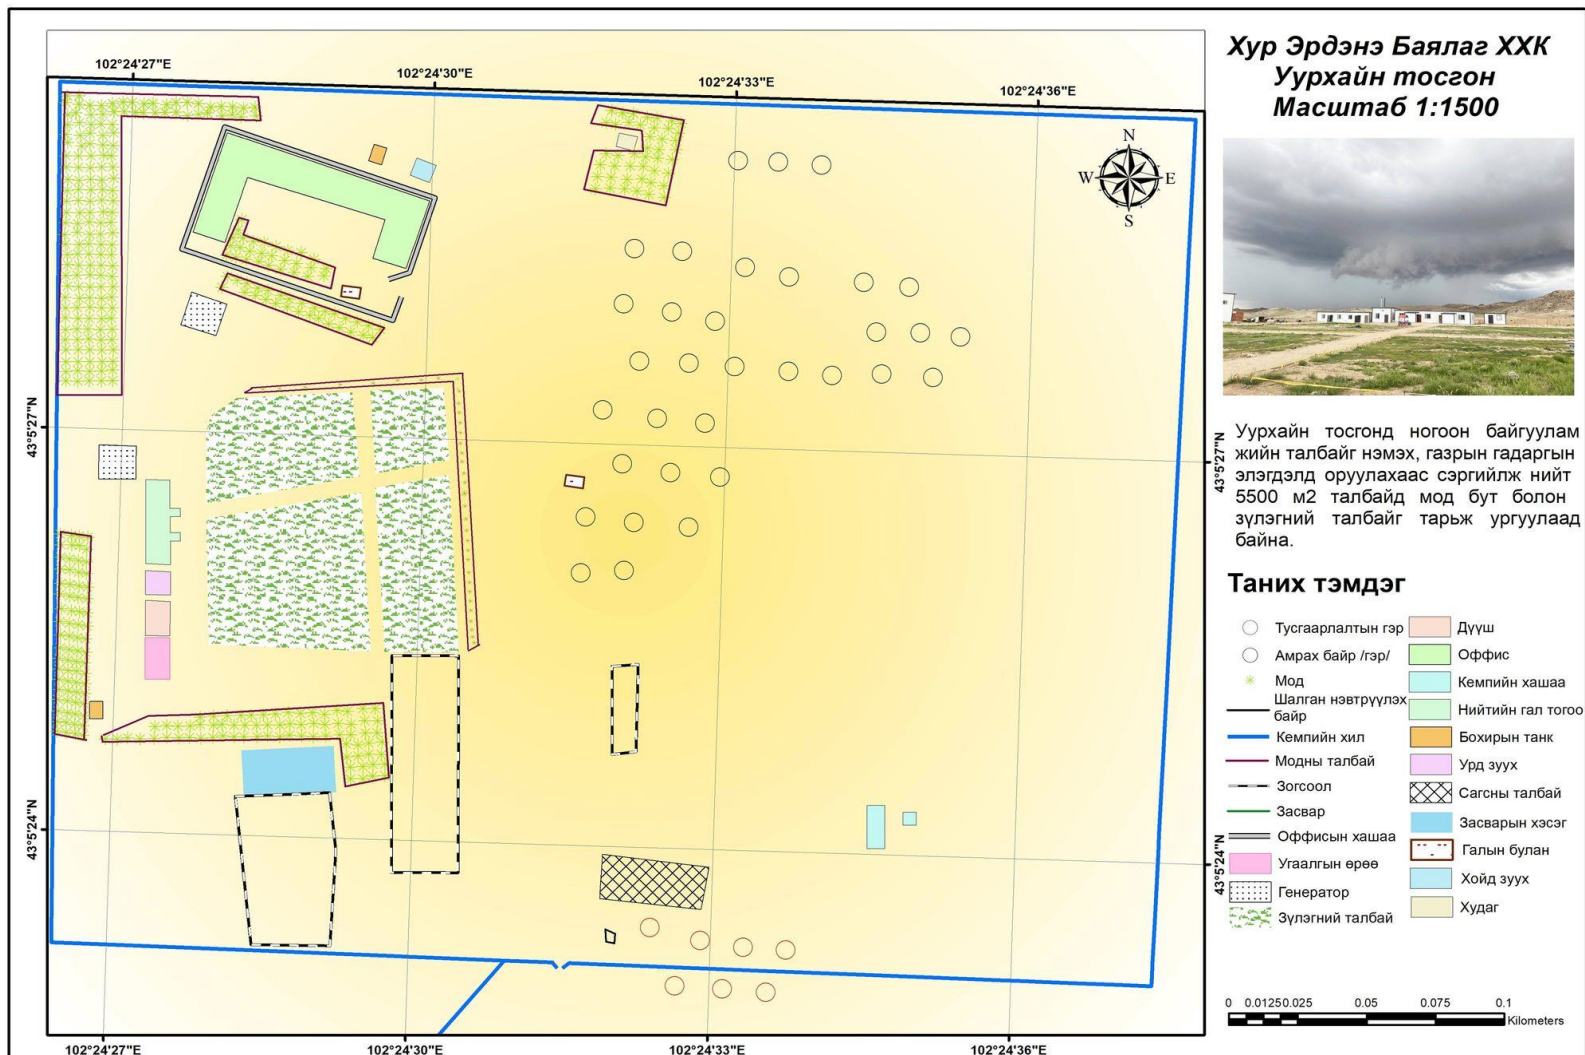 102°24'27"E
102°24'30"E
102°24'33"E
102°24'36"E
Хур Эрдэнэ Баялаг ХХК
Уурхайн тосгон
Масштаб 1:1500
N
W
E
S
43°5'27"N
43°5'27"N
43°5'24"N
43°5'24"N
Уурхайн тосгонд ногоон байгуулам
жийн талбайг нэмэх, газрын гадаргын
элэгдэлд оруулахаас сэргийлж нийт
5500 м2 талбайд мод бут болон
зүлэгний талбайг тарьж ургуулаад
байна.
Таних тэмдэг
Тусгаарлалтын гэр
Амрах байр /гэр/
Мод
Шалган нэвтрүүлэх
байр
Кемпийн хил
Модны талбай
Зогсоол
Засвар
Оффисын хашаа
Угаалгын өрөө
Генератор
Зүлэгний талбай
Дүүш
Оффис
Кемпийн хашаа
Нийтийн гал тогоо
Бохирын танк
Урд зуух
Сагсны талбай
Засварын хэсэг
Галын булан
Хойд зуух
Худаг
0 0.0125 0.025 0.05 0.075 0.1
Kilometers
102°24'27"E
102°24'30"E
102°24'33"E
102°24'36"E